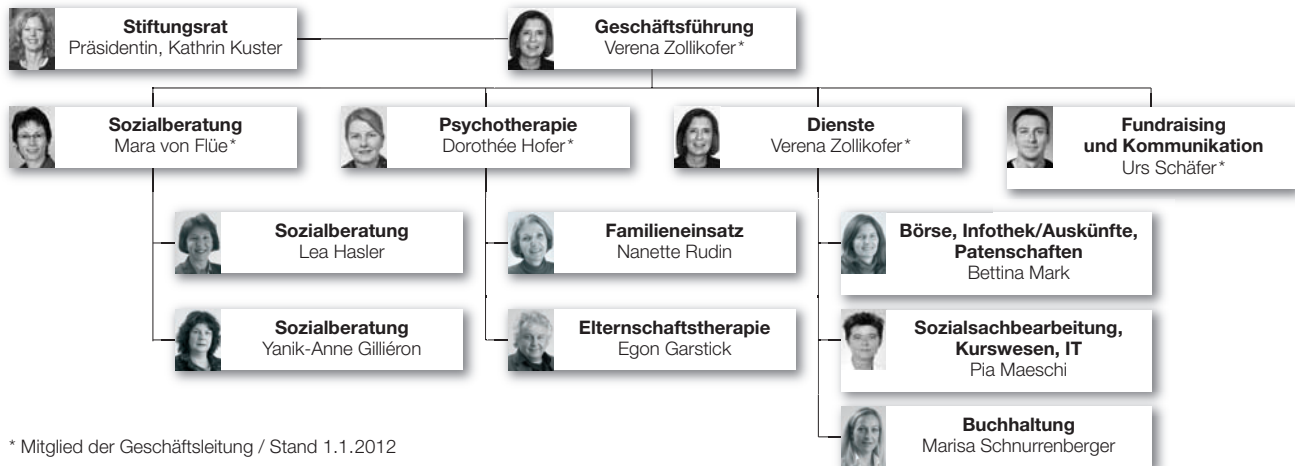 Stiftungsrat
Präsidentin, Kathrin Kuster
Geschäftsführung
Verena Zollikofer*
Sozialberatung
Mara von Flüe*
Psychotherapie
Dorothée Hofer*
Dienste
Verena Zollikofer*
Fundraising
und Kommunikation
Urs Schäfer*
Sozialberatung
Lea Hasler
Familieneinsatz
Nanette Rudin
Börse, Infothek/Auskünfte,
Patenschaften
Bettina Mark
Sozialberatung
Yanik-Anne Gilliéron
Elternschaftstherapie
Egon Garstick
Sozialsachbearbeitung,
Kurswesen, IT
Pia Maeschi
Buchhaltung
Marisa Schnurrenberger
* Mitglied der Geschäftsleitung / Stand 1.1.2012